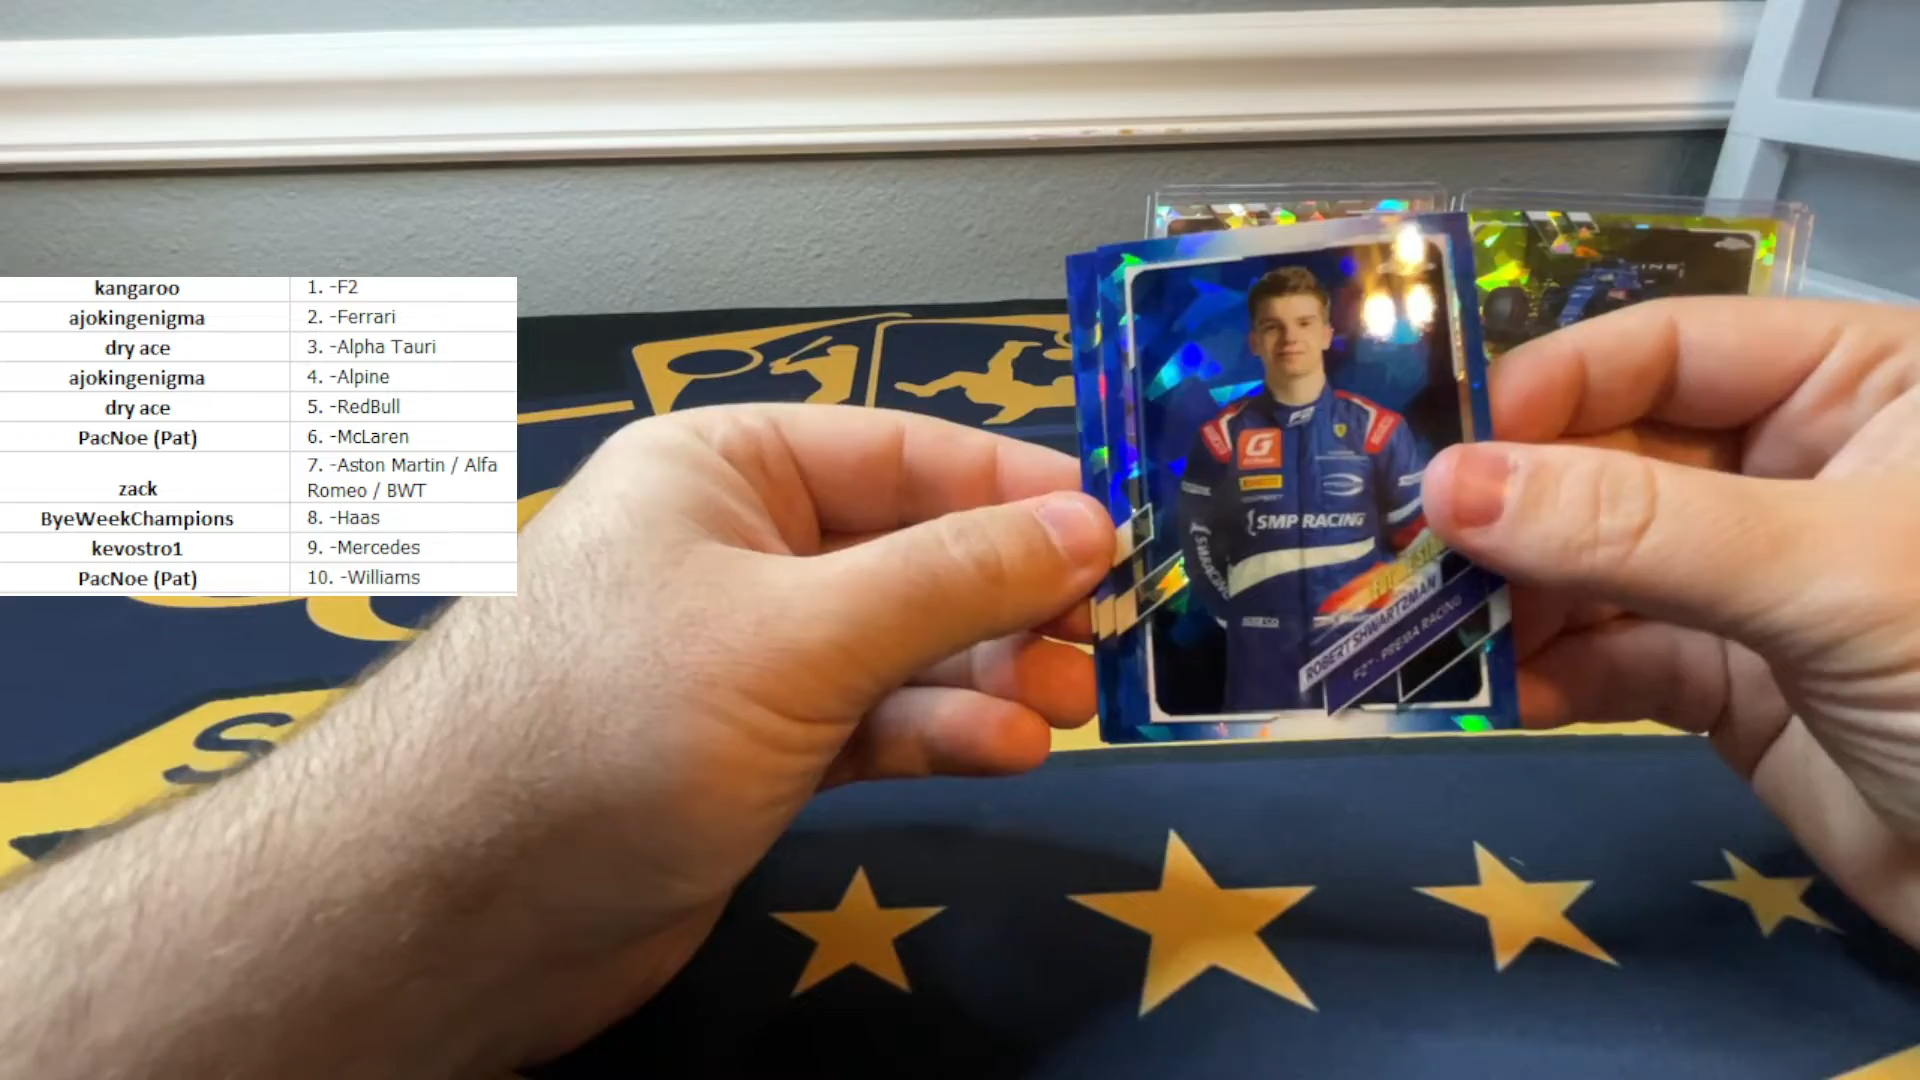 kangaroo 1. -F2
ajokingenigma 2. -Ferrari
dry ace 3. -Alpha Tauri
ajokingenigma 4. -Alpine
dry ace 5. -RedBull
PacNoe (Pat) 6. -McLaren
zack 7. -Aston Martin / Alfa
Romeo / BWT
ByeWeekChampions 8. -Haas
kevostro1 9. -Mercedes
PacNoe (Pat) 10. -Williams
F2
G
PIRELLI
SMP RACING
ROBERT SHWARTZMAN
F2 - PREMA RACING
S